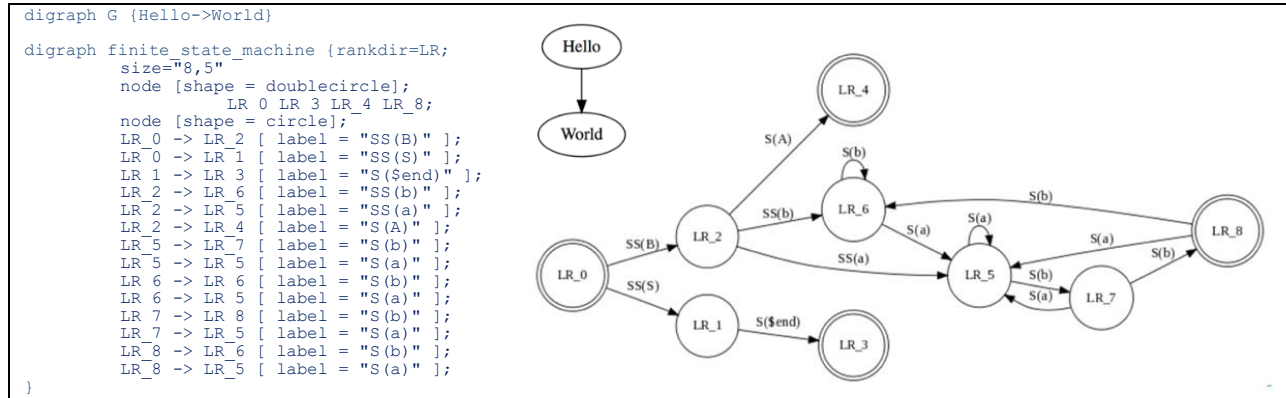 digraph G {Hello->World}
digraph finite_state_machine {rankdir=LR;
size="8,5"
node [shape = doublecircle];
LR_0 LR_3 LR_4 LR_8;
node [shape = circle];
LR_0 -> LR_2 [ label = "SS(B)" ];
LR_0 -> LR_1 [ label = "SS(S)" ];
LR_1 -> LR_3 [ label = "S($end)" ];
LR_2 -> LR_6 [ label = "SS(b)" ];
LR_2 -> LR_5 [ label = "SS(a)" ];
LR_2 -> LR_4 [ label = "S(A)" ];
LR_5 -> LR_7 [ label = "S(b)" ];
LR_5 -> LR_5 [ label = "S(a)" ];
LR_6 -> LR_6 [ label = "S(b)" ];
LR_6 -> LR_5 [ label = "S(a)" ];
LR_7 -> LR_8 [ label = "S(b)" ];
LR_7 -> LR_5 [ label = "S(a)" ];
LR_8 -> LR_6 [ label = "S(b)" ];
LR_8 -> LR_5 [ label = "S(a)" ];
}
Hello
World
LR_4
S(A)
S(b)
LR_6
SS(b)
S(b)
LR_2
S(a)
S(a)
S(a)
LR_8
SS(B)
SS(a)
S(b)
LR_0
LR_5
S(b)
SS(S)
S(a)
LR_7
LR_1
S($end)
LR_3